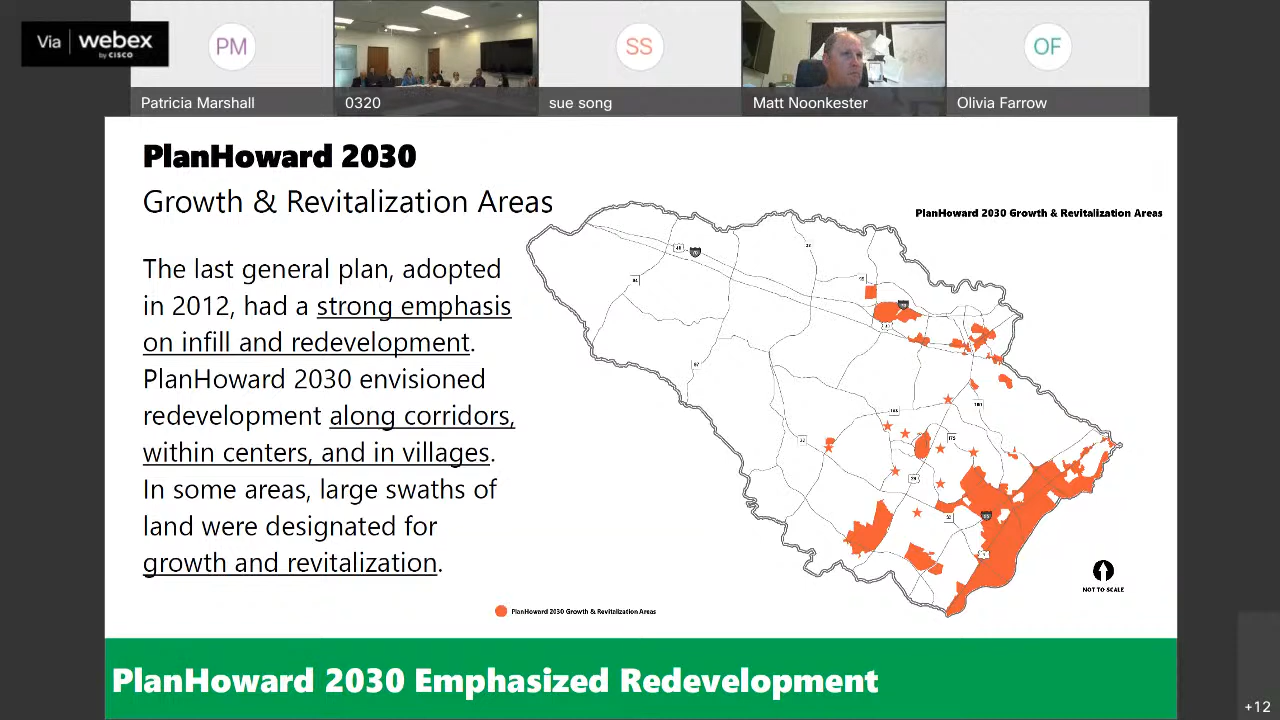 Via webex
by CISCO
PM
SS
OF
Patricia Marshall
0320
sue song
Matt Noonkester
Olivia Farrow
PlanHoward 2030
Growth & Revitalization Areas
PlanHoward 2030 Growth & Revitalization Areas
The last general plan, adopted
in 2012, had a strong emphasis
on infill and redevelopment.
PlanHoward 2030 envisioned
redevelopment along corridors,
within centers, and in villages.
In some areas, large swaths of
land were designated for
growth and revitalization.
NOT TO SCALE
PlanHoward 2030 Growth & Revitalization Areas
PlanHoward 2030 Emphasized Redevelopment
+12